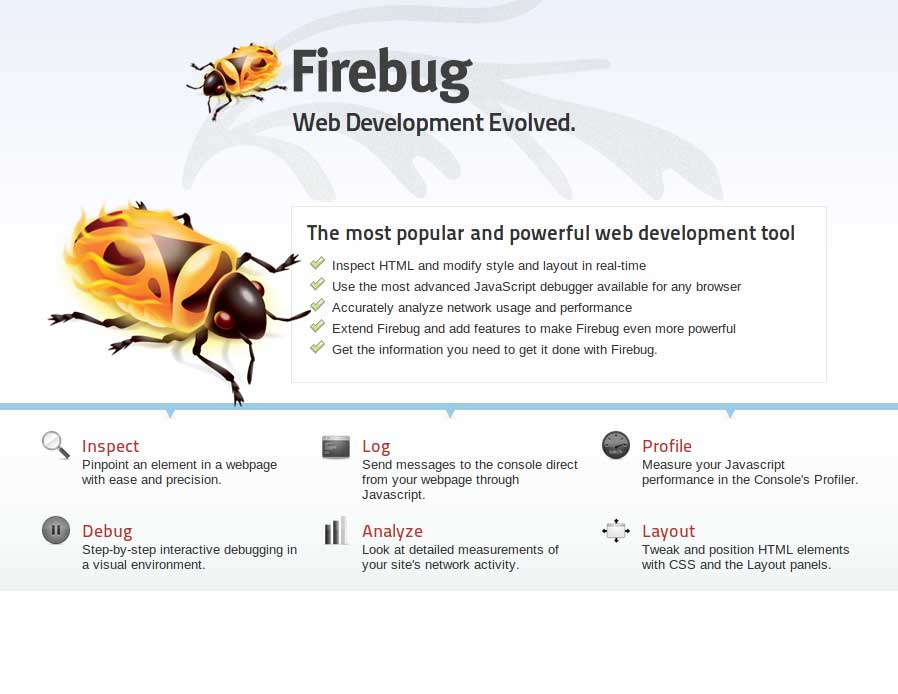 Firebug
Web Development Evolved.
The most popular and powerful web development tool
Inspect HTML and modify style and layout in real-time
Use the most advanced JavaScript debugger available for any browser
Accurately analyze network usage and performance
Extend Firebug and add features to make Firebug even more powerful
Get the information you need to get it done with Firebug.
Inspect
Pinpoint an element in a webpage
with ease and precision.
Log
Send messages to the console direct
from your webpage through
Javascript.
Profile
Measure your Javascript
performance in the Console's Profiler.
Debug
Step-by-step interactive debugging in
a visual environment.
Analyze
Look at detailed measurements of
your site's network activity.
Layout
Tweak and position HTML elements
with CSS and the Layout panels.